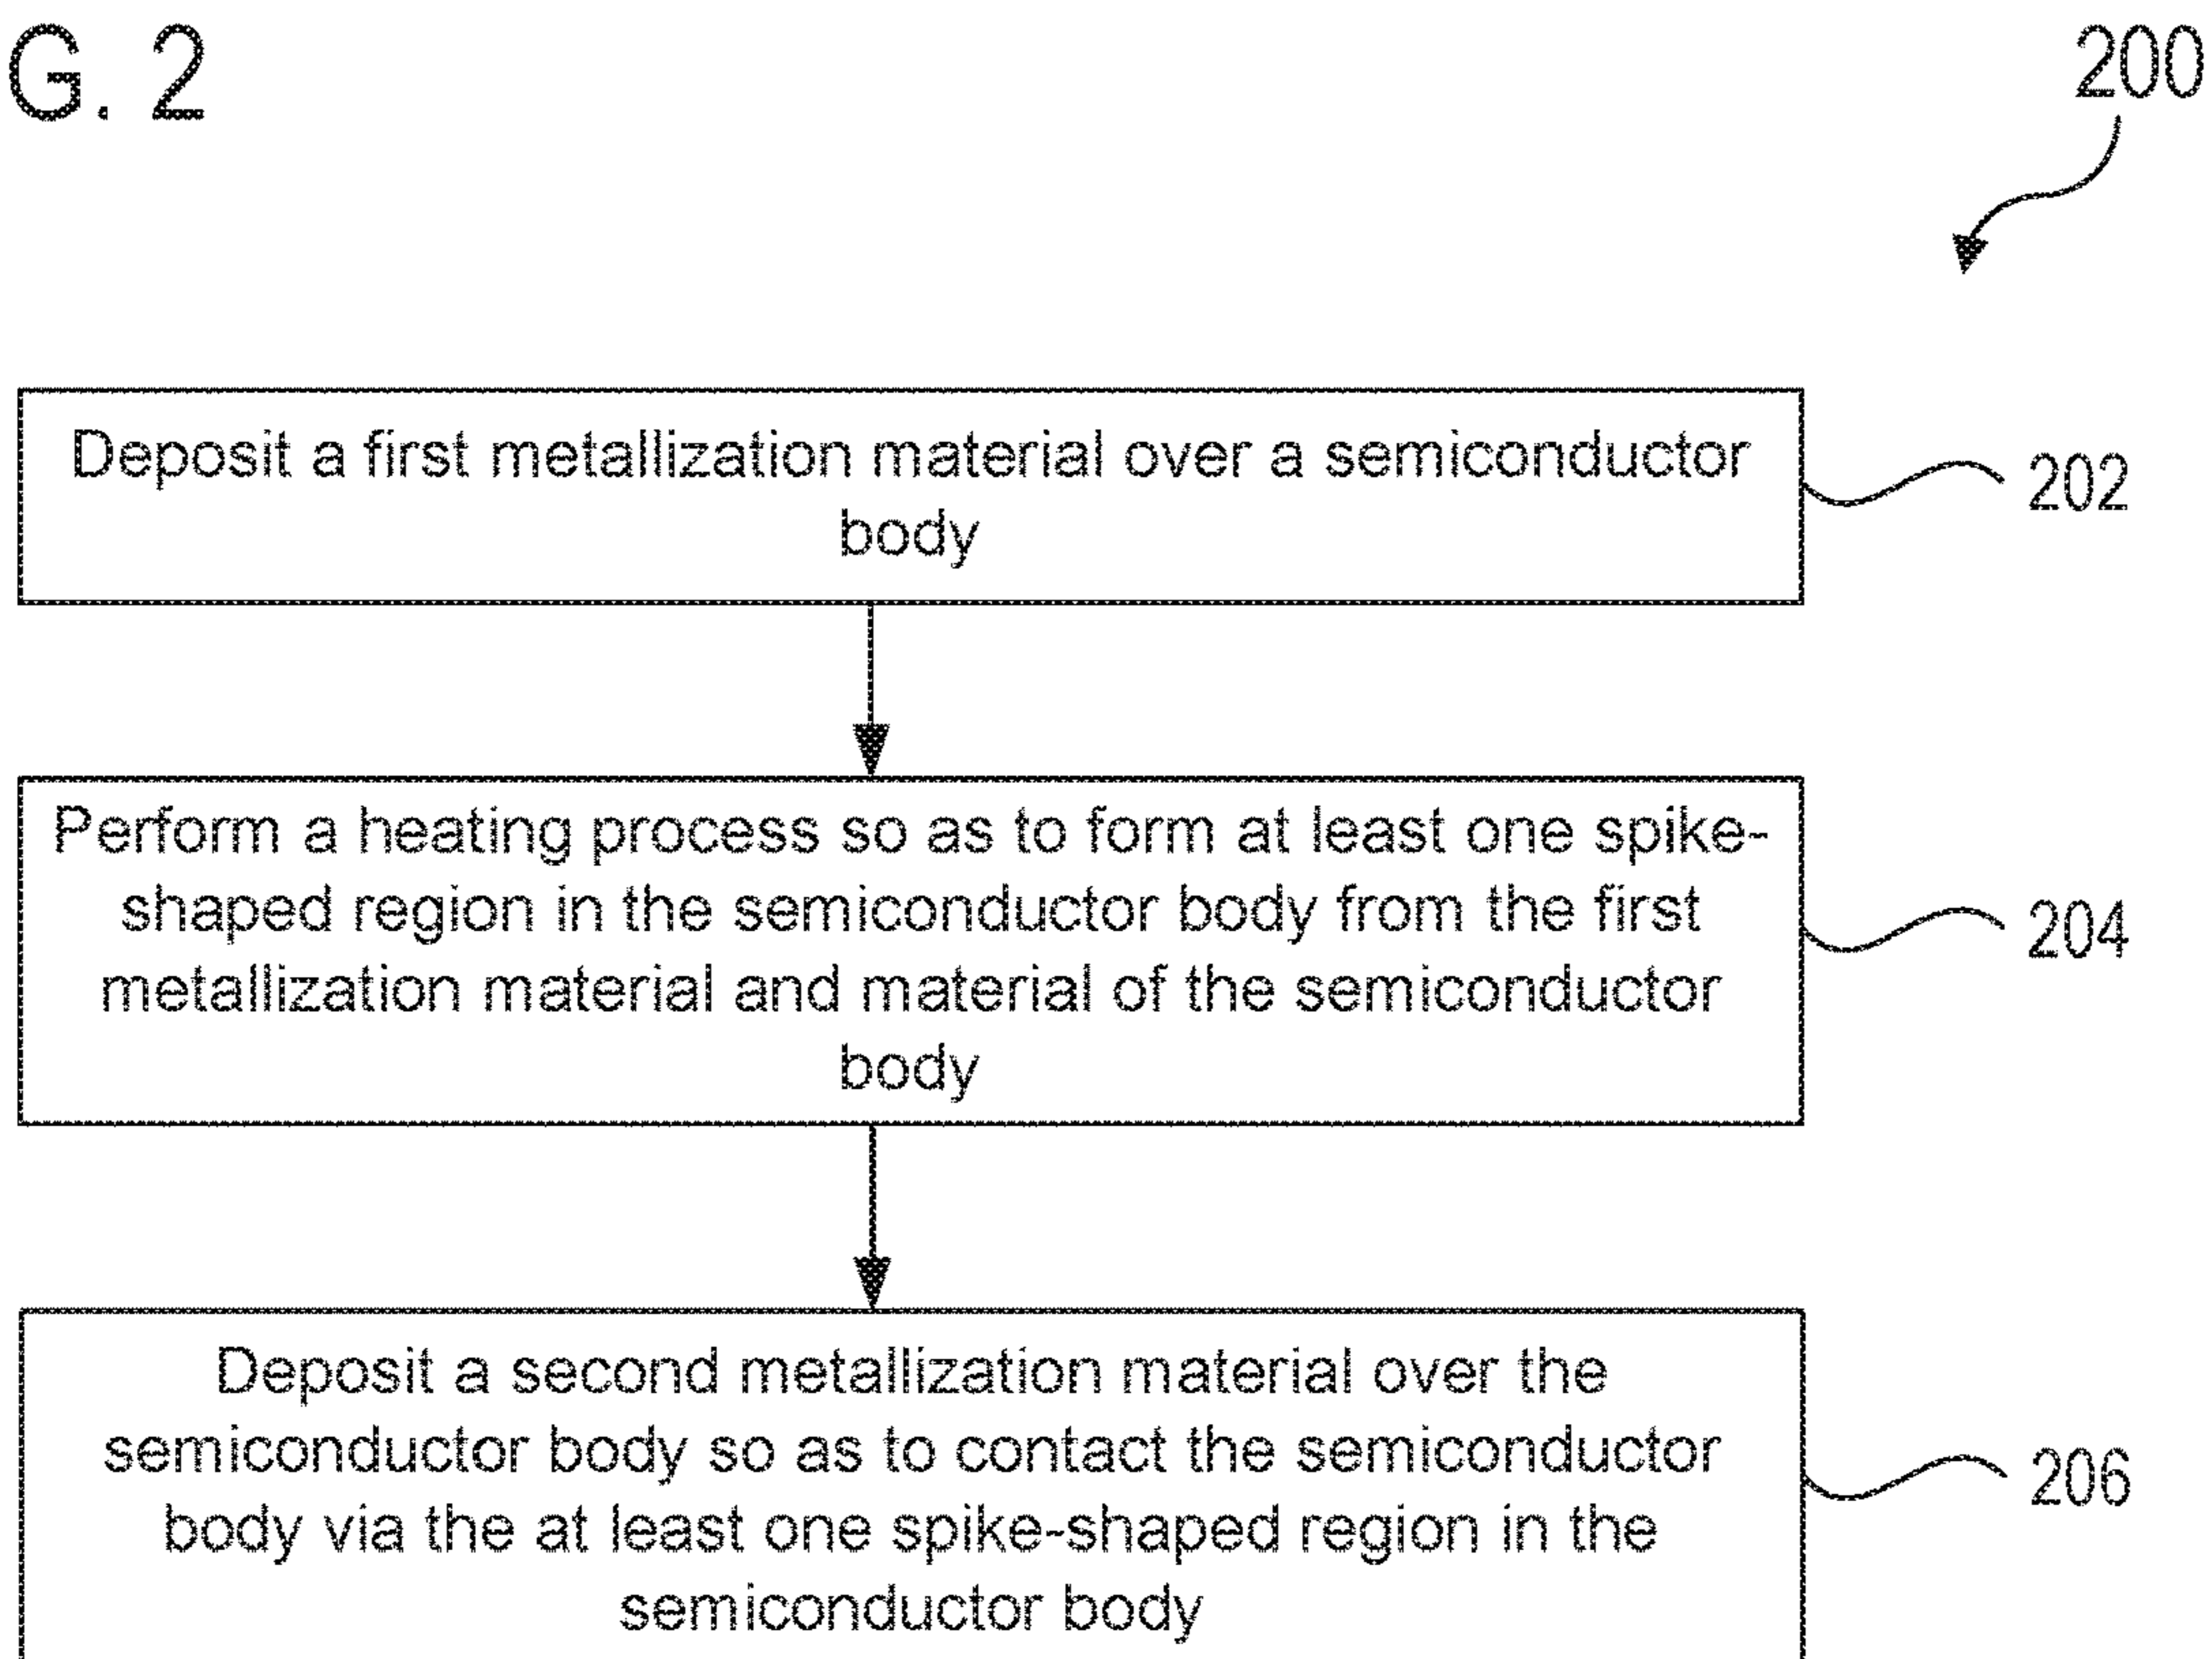 G. 2
200
Deposit a first metallization material over a semiconductor
body
202
Perform a heating process so as to form at least one spike-
shaped region in the semiconductor body from the first
metallization material and material of the semiconductor
body
204
Deposit a second metallization material over the
semiconductor body so as to contact the semiconductor
body via the at least one spike-shaped region in the
semiconductor body
206